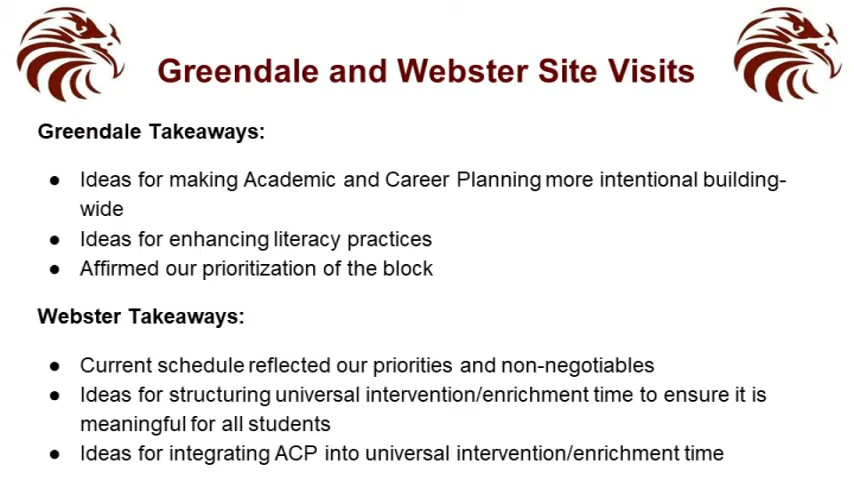 Greendale and Webster Site Visits
Greendale Takeaways:
● Ideas for making Academic and Career Planning more intentional building-
wide
● Ideas for enhancing literacy practices
● Affirmed our prioritization of the block
Webster Takeaways:
● Current schedule reflected our priorities and non-negotiables
● Ideas for structuring universal intervention/enrichment time to ensure it is
meaningful for all students
● Ideas for integrating ACP into universal intervention/enrichment time